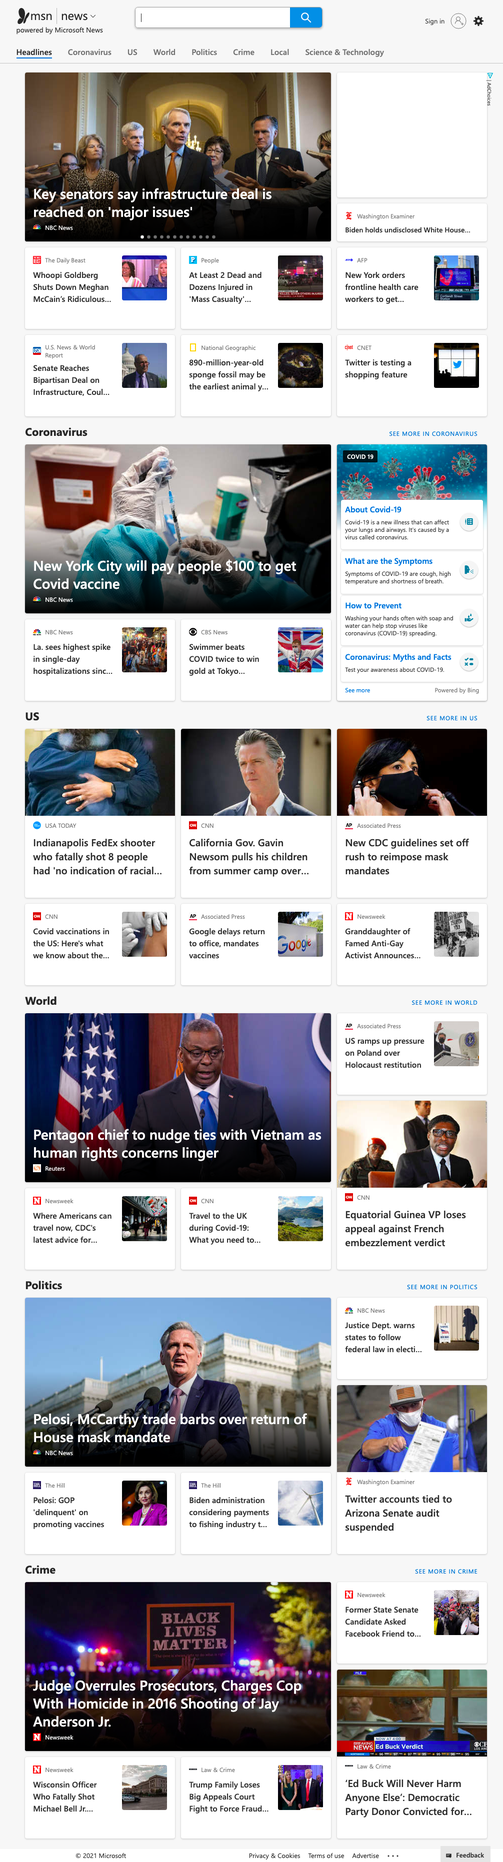 msn | news
powered by Microsoft News
Sign in
Headlines Coronavirus US World Politics Crime Local Science & Technology
AdChoices
Key senators say infrastructure deal is
reached on 'major issues'
NBC News
Washington Examiner
Biden holds undisclosed White House...
The Daily Beast
Whoopi Goldberg
Shuts Down Meghan
McCain's Ridiculous...
People
At Least 2 Dead and
Dozens Injured in
'Mass Casualty'...
AFP
New York orders
frontline health care
workers to get...
U.S. News & World
Report
Senate Reaches
Bipartisan Deal on
Infrastructure, Coul...
National Geographic
890-million-year-old
sponge fossil may be
the earliest animal y...
CNET
Twitter is testing a
shopping feature
Coronavirus
SEE MORE IN CORONAVIRUS
New York City will pay people $100 to get
Covid vaccine
NBC News
COVID 19
About Covid-19
Covid-19 is a new illness that can affect
your lungs and airways. It's caused by a
virus called coronavirus.
What are the Symptoms
Symptoms of COVID-19 are cough, high
temperature and shortness of breath.
How to Prevent
Washing your hands often with soap and
water can help stop viruses like
coronavirus (COVID-19) spreading.
Coronavirus: Myths and Facts
Test your awareness about COVID-19.
See more
Powered by Bing
NBC News
La. sees highest spike
in single-day
hospitalizations sinc...
CBS News
Swimmer beats
COVID twice to win
gold at Tokyo...
US
SEE MORE IN US
USA TODAY
Indianapolis FedEx shooter
who fatally shot 8 people
had 'no indication of racial...
CNN
California Gov. Gavin
Newsom pulls his children
from summer camp over...
Associated Press
New CDC guidelines set off
rush to reimpose mask
mandates
CNN
Covid vaccinations in
the US: Here's what
we know about the...
Associated Press
Google delays return
to office, mandates
vaccines
Google
Newsweek
Granddaughter of
Famed Anti-Gay
Activist Announces...
World
SEE MORE IN WORLD
Pentagon chief to nudge ties with Vietnam as
human rights concerns linger
Reuters
Associated Press
US ramps up pressure
on Poland over
Holocaust restitution
CNN
Equatorial Guinea VP loses
appeal against French
embezzlement verdict
Newsweek
Where Americans can
travel now, CDC's
latest advice for...
CNN
Travel to the UK
during Covid-19:
What you need to...
Politics
SEE MORE IN POLITICS
Pelosi, McCarthy trade barbs over return of
House mask mandate
NBC News
NBC News
Justice Dept. warns
states to follow
federal law in electi...
Washington Examiner
Twitter accounts tied to
Arizona Senate audit
suspended
The Hill
Pelosi: GOP
'delinquent' on
promoting vaccines
The Hill
Biden administration
considering payments
to fishing industry t...
Crime
SEE MORE IN CRIME
BLACK
LIVES
MATTER
Judge Overrules Prosecutors, Charges Cop
With Homicide in 2016 Shooting of Jay
Anderson Jr.
Newsweek
Newsweek
Former State Senate
Candidate Asked
Facebook Friend to...
BREAKING
NEWS
Ed Buck Verdict
Law & Crime
'Ed Buck Will Never Harm
Anyone Else': Democratic
Party Donor Convicted for...
Newsweek
Wisconsin Officer
Who Fatally Shot
Michael Bell Jr....
Law & Crime
Trump Family Loses
Big Appeals Court
Fight to Force Fraud...
© 2021 Microsoft
Privacy & Cookies Terms of use Advertise ...
Feedback